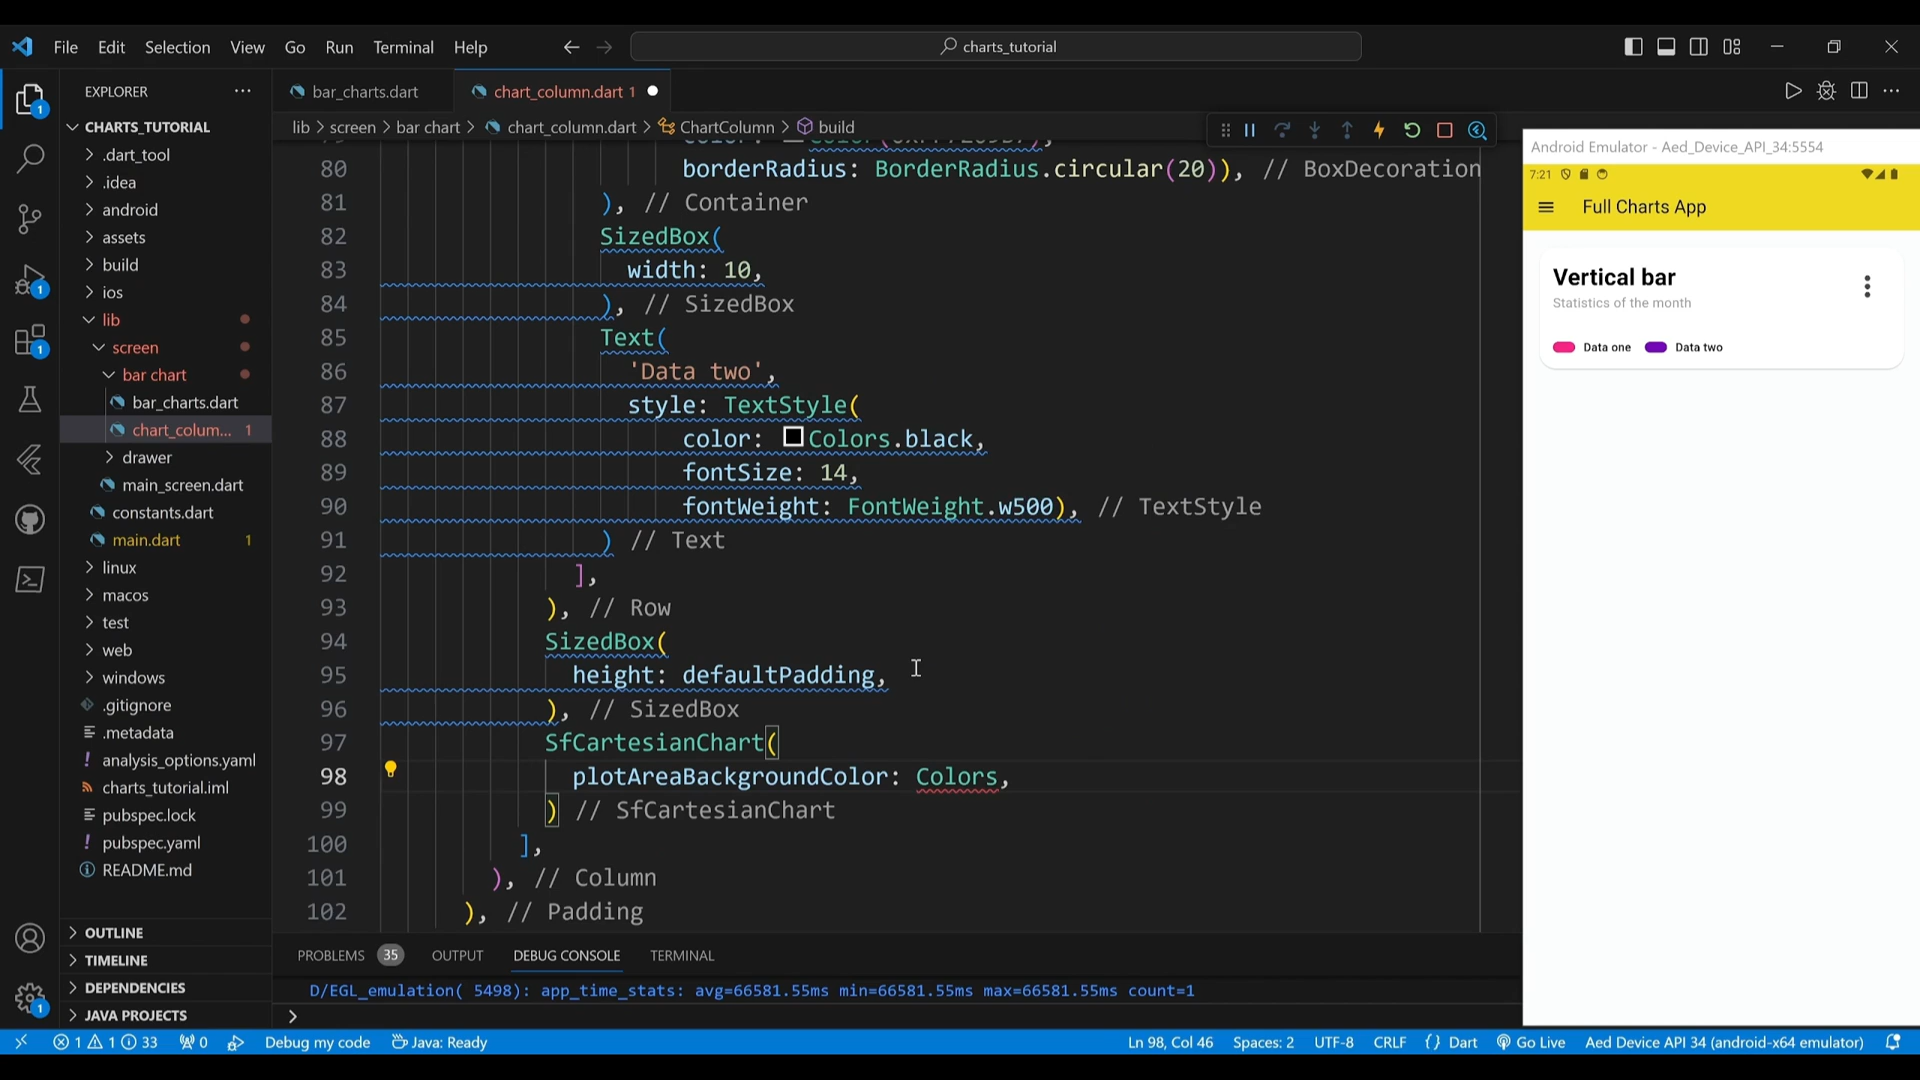 File Edit Selection View Go Run Terminal Help
charts_tutorial
EXPLORER
CHARTS_TUTORIAL
.dart_tool
.idea
android
assets
build
ios
lib
screen
bar chart
bar_charts.dart
chart_colum... 1
drawer
main_screen.dart
constants.dart
main.dart 1
linux
macos
test
web
windows
.gitignore
.metadata
analysis_options.yaml
charts_tutorial.iml
pubspec.lock
pubspec.yaml
README.md
OUTLINE
TIMELINE
DEPENDENCIES
JAVA PROJECTS
1
1
1
1
bar_charts.dart
chart_column.dart 1
lib > screen > bar chart > chart_column.dart > ChartColumn > build
80 borderRadius: BorderRadius.circular(20)), // BoxDecoration
81 ), // Container
82 SizedBox(
83 width: 10,
84 ), // SizedBox
85 Text(
86 'Data two',
87 style: TextStyle(
88 color: Colors.black,
89 fontSize: 14,
90 fontWeight: FontWeight.w500), // TextStyle
91 ) // Text
92 ],
93 ), // Row
94 SizedBox(
95 height: defaultPadding,
96 ), // SizedBox
97 SfCartesianChart(
98 plotAreaBackgroundColor: Colors,
99 ) // SfCartesianChart
100 ],
101 ), // Column
102 ), // Padding
PROBLEMS 35 OUTPUT DEBUG CONSOLE TERMINAL
D/EGL_emulation( 5498): app_time_stats: avg=66581.55ms min=66581.55ms max=66581.55ms count=1
>
Android Emulator - Aed_Device_API_34:5554
7:21
Full Charts App
Vertical bar
Statistics of the month
Data one Data two
1 1 33 0 Debug my code Java: Ready Ln 98, Col 46 Spaces: 2 UTF-8 CRLF {} Dart Go Live Aed Device API 34 (android-x64 emulator)